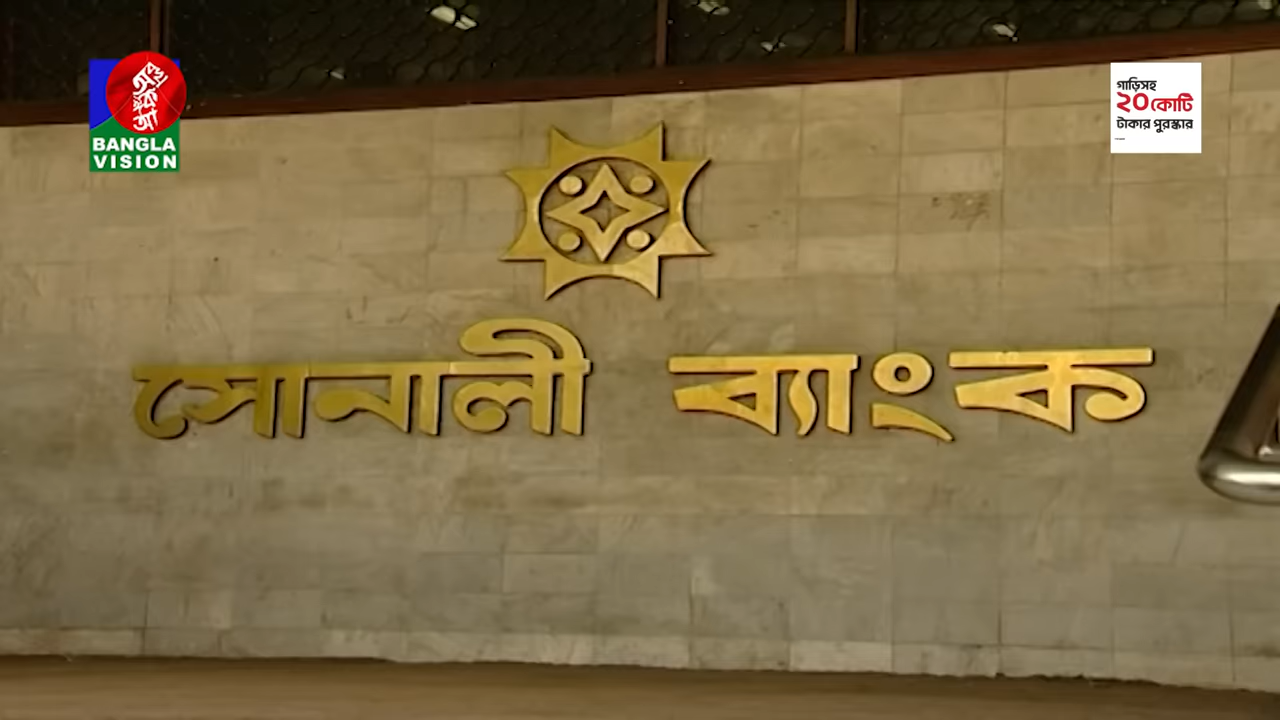 BANGLA
VISION
গাড়িসহ
২০কোটি
টাকার পুরস্কার
সোনালী ব্যাংক